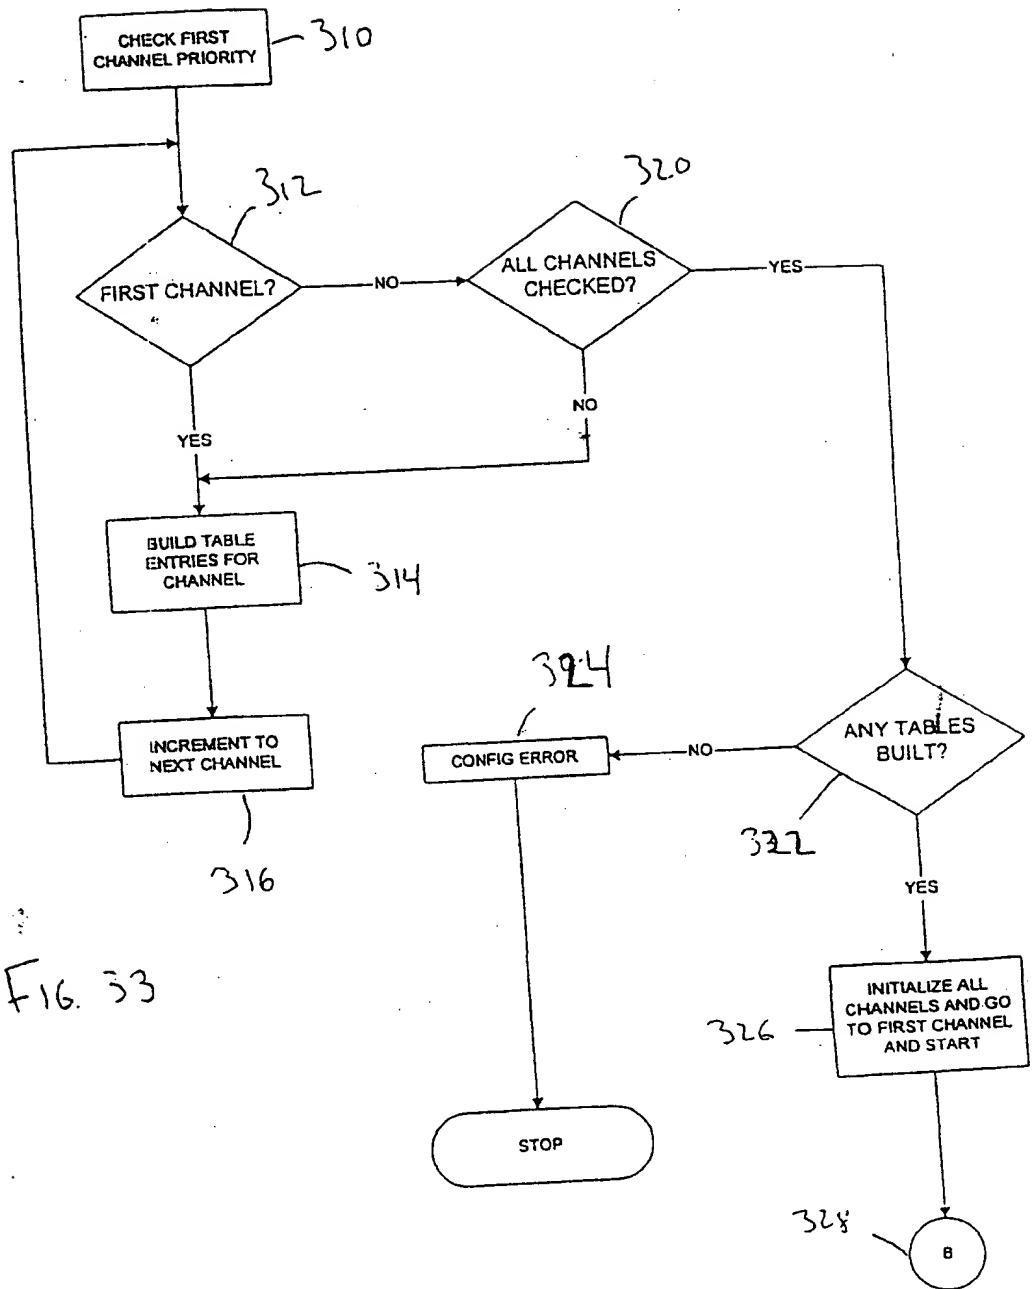 CHECK FIRST
CHANNEL PRIORITY
310
312
320
FIRST CHANNEL?
NO
ALL CHANNELS
CHECKED?
YES
NO
YES
BUILD TABLE
ENTRIES FOR
CHANNEL
314
324
INCREMENT TO
NEXT CHANNEL
CONFIG ERROR
NO
ANY TABLES
BUILT?
316
322
YES
FIG. 33
INITIALIZE ALL
CHANNELS AND GO
TO FIRST CHANNEL
AND START
326
STOP
328
B